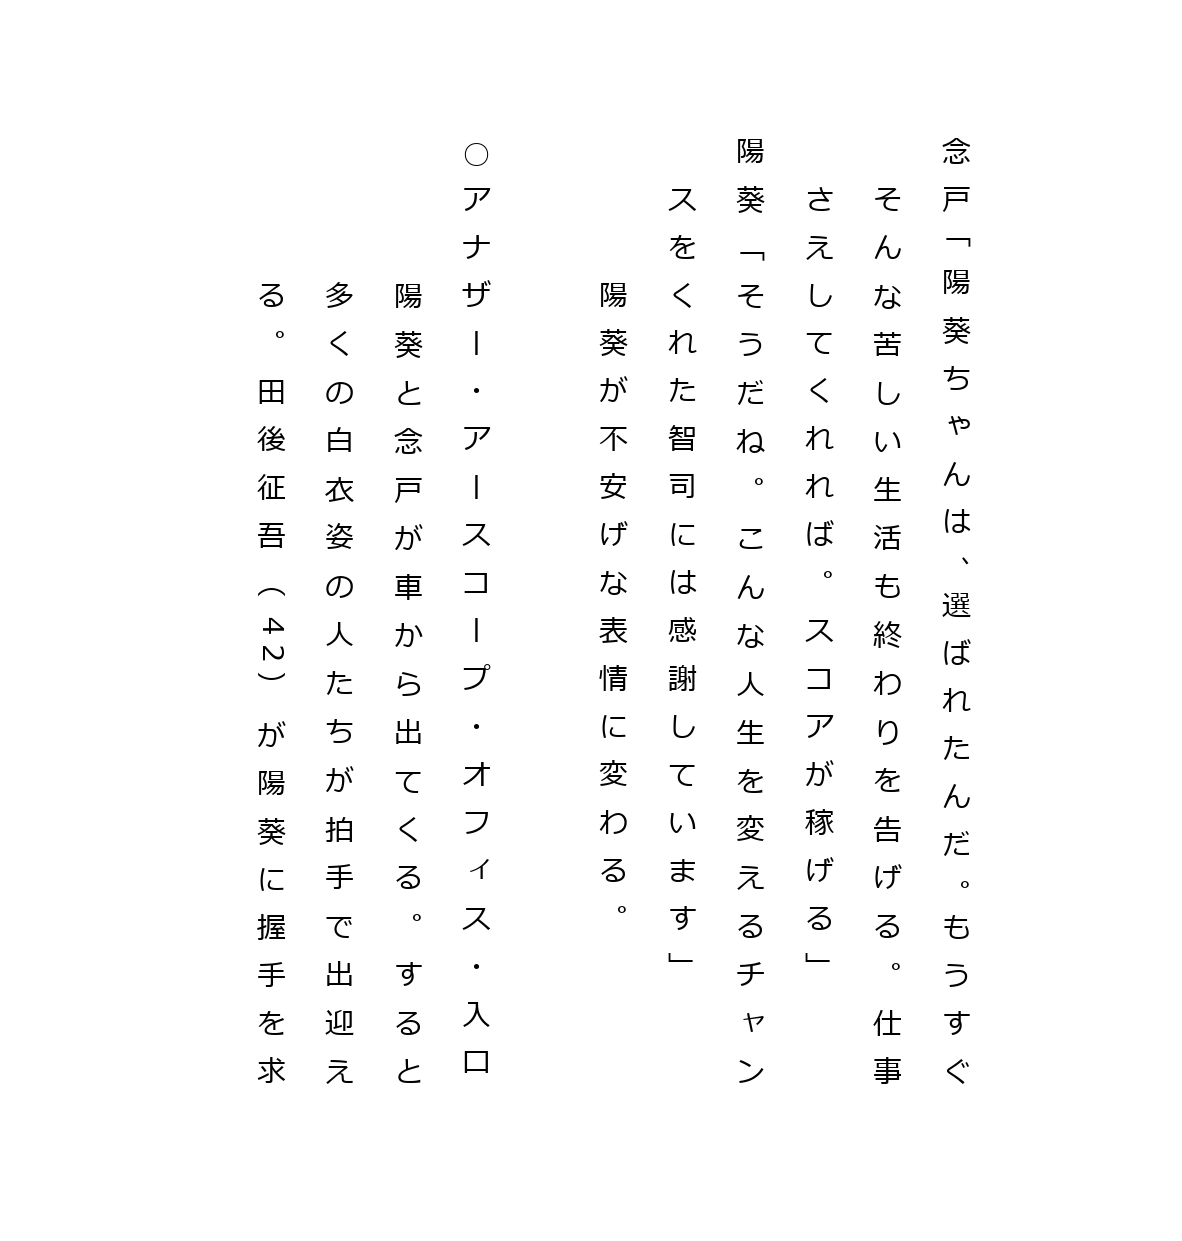 念戸「陽葵ちゃんは、選ばれたんだ。もうすぐ
そんな苦しい生活も終わりを告げる。仕事
さえしてくれれば。スコアが稼げる」
陽葵「そうだね。こんな人生を変えるチャン
スをくれた智司には感謝しています」
陽葵が不安げな表情に変わる。
○アナザー・アースコープ・オフィス・入口
陽葵と念戸が車から出てくる。すると
多くの白衣姿の人たちが拍手で出迎え
る。田後征吾（42）が陽葵に握手を求